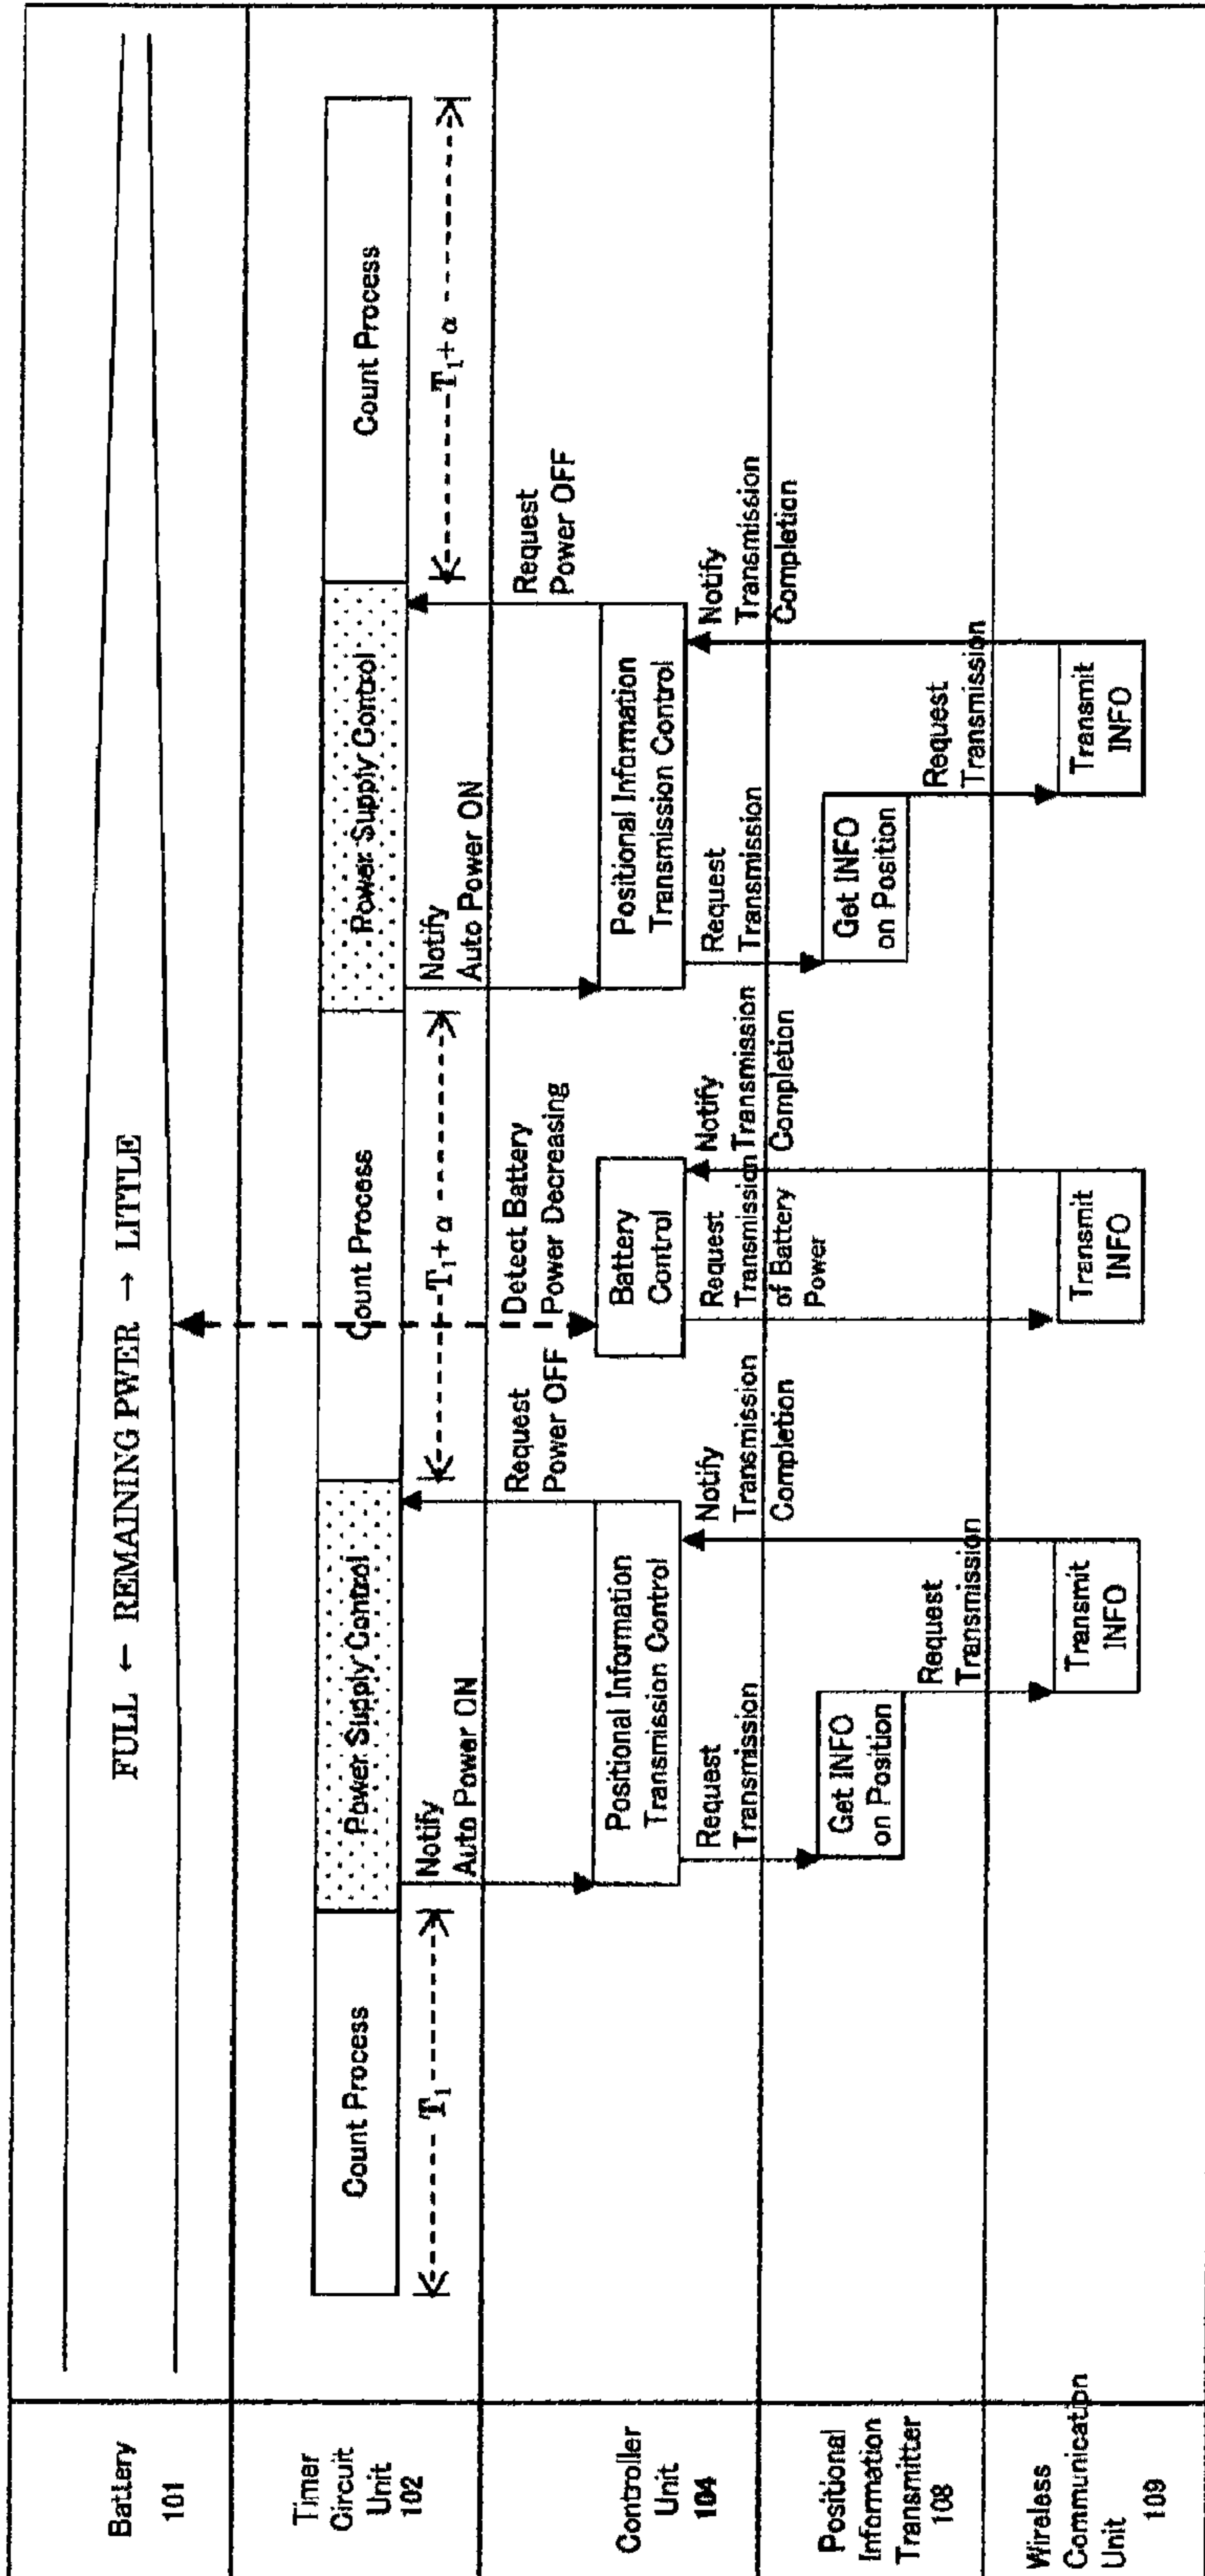 Battery
101
FULL ← REMAINING PWER → LITTLE
Timer
Circuit
Unit
102
Count Process
Power Supply Control
Count Process
Power Supply Control
Count Process
T1
Notify
Auto Power ON
T1+α
Notify
Auto Power ON
T1+α
Controller
Unit
104
Request
Power OFF
Detect Battery
Power Decreasing
Request
Power OFF
Positional Information
Transmission Control
Battery
Control
Positional Information
Transmission Control
Request
Transmission
Notify
Transmission
Completion
Request
Transmission
of Battery
Power
Notify
Transmission
Completion
Request
Transmission
Notify
Transmission
Completion
Positional
Information
Transmitter
108
Get INFO
on Position
Request
Transmission
Get INFO
on Position
Request
Transmission
Wireless
Communication
Unit
109
Transmit
INFO
Transmit
INFO
Transmit
INFO